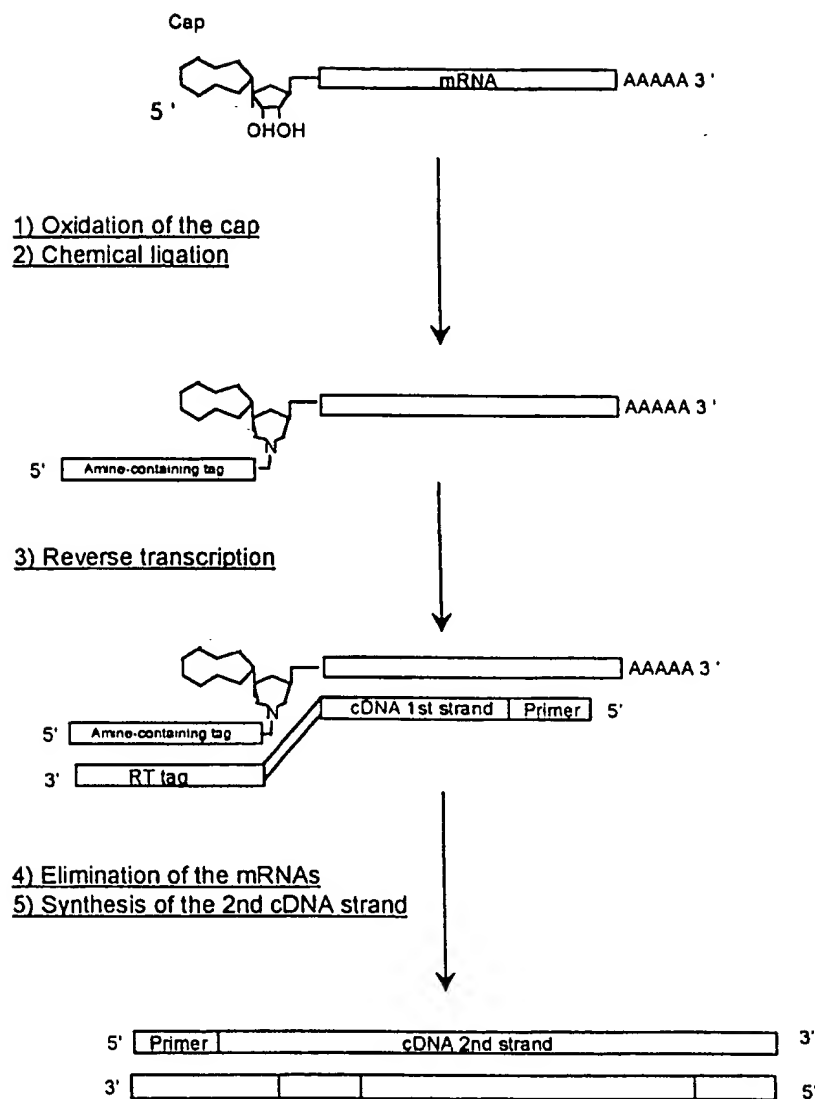 Cap
mRNA AAAAA 3 '
5 '
OHOH
1) Oxidation of the cap
2) Chemical ligation
AAAAA 3 '
N
5' Amine-containing tag
3) Reverse transcription
AAAAA 3 '
N
cDNA 1st strand Primer 5'
5' Amine-containing tag
3' RT tag
4) Elimination of the mRNAs
5) Synthesis of the 2nd cDNA strand
5' Primer cDNA 2nd strand 3'
3' 5'